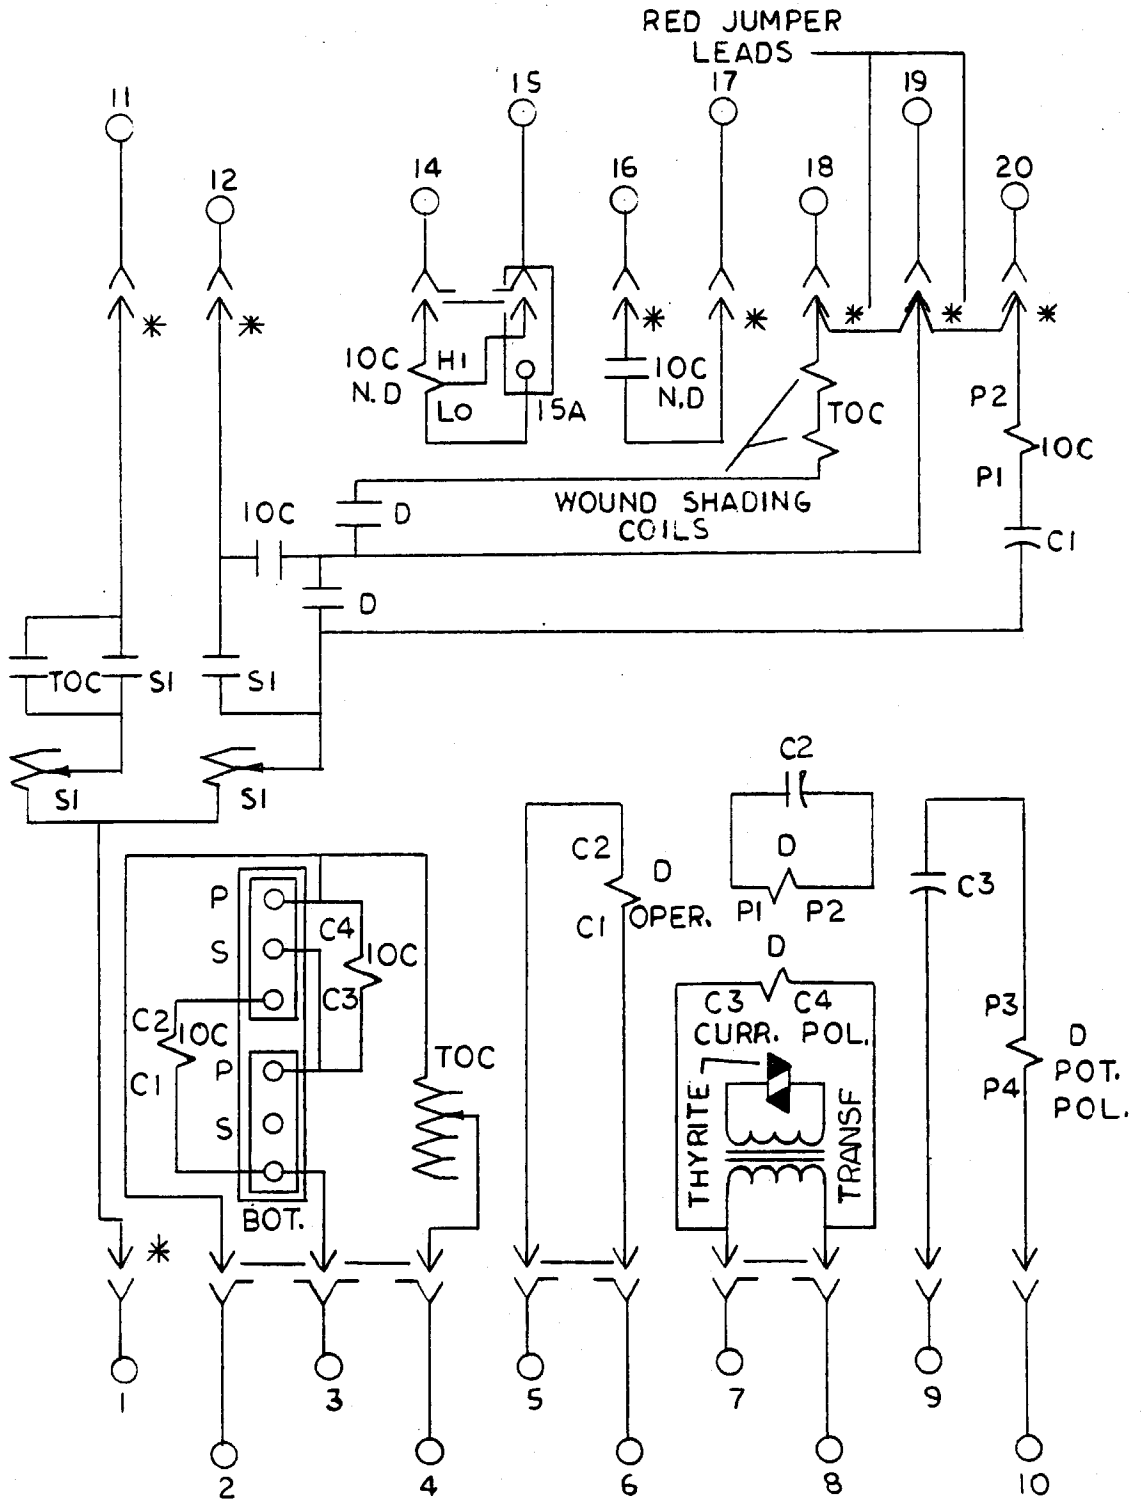 RED JUMPER
LEADS
11
15
17
19
12
14
16
18
20
*
*
*
*
*
*
*
IOC
N.D
HI
LO
15A
IOC
N.D
TOC
P2
IOC
P1
WOUND SHADING
COILS
IOC
D
C1
D
TOC
S1
S1
S1
S1
C2
C2
D
OPER.
C1
D
P1
P2
C3
P
S
C4
IOC
C3
C2
IOC
C1
P
S
BOT.
TOC
D
C3
C4
CURR. POL.
THYRITE
TRANSF
P3
D
POT.
POL.
P4
*
1
3
5
7
9
2
4
6
8
10